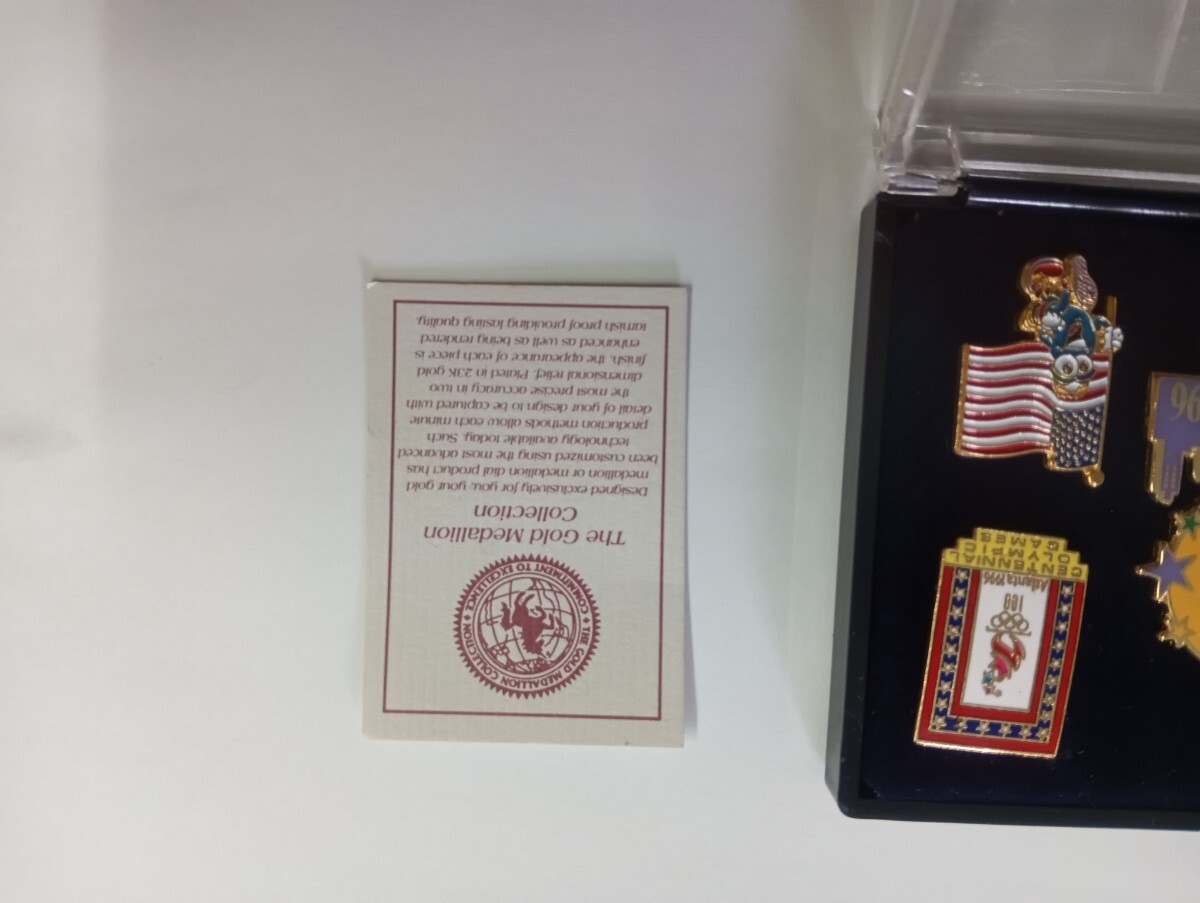 THE GOLD MEDALLION COLLECTION
COMMITMENT TO EXCELLENCE
The Gold Medallion
Collection
Designed exclusively for you, your gold
medallion or medallion dial product has
been customized using the most advanced
technology available today. Such
production methods allow each minute
detail of your design to be captured with
the most precise accuracy in two
dimensional relief. Plated in 23K gold
finish, the appearance of each piece is
enhanced as well as being rendered
tarnish proof providing lasting quality.
96
Atlanta 1996
100
CENTENNIAL
OLYMPIC
GAMES